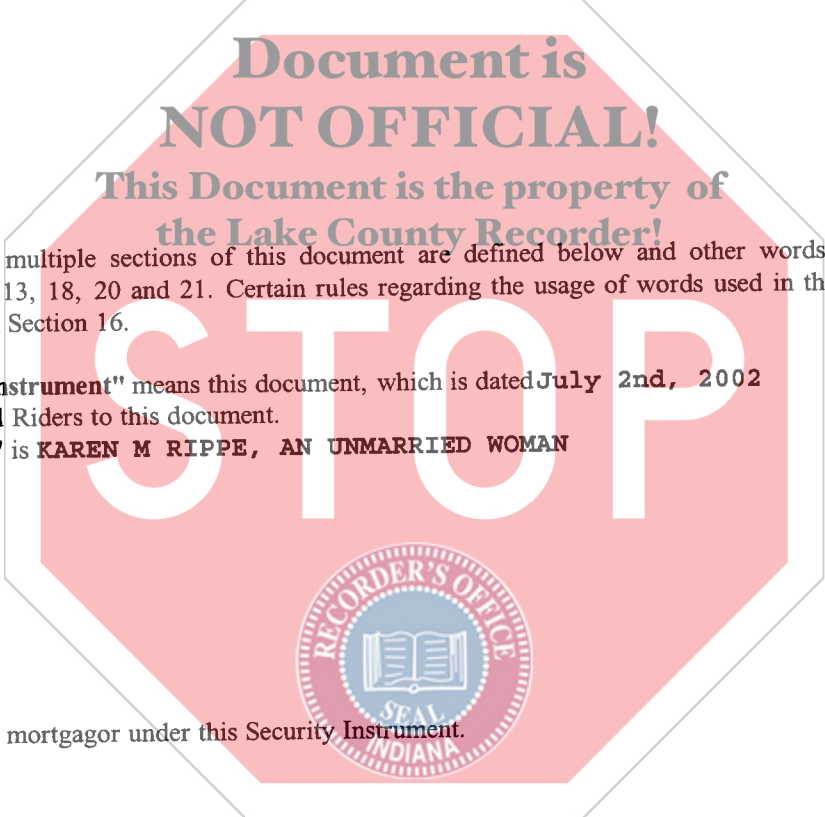 Document is
NOT OFFICIAL!
This Document is the property of
the Lake County Recorder!
multiple sections of this document are defined below and other words
13, 18, 20 and 21. Certain rules regarding the usage of words used in th
Section 16.
nstrument" means this document, which is dated July 2nd, 2002
Riders to this document.
is KAREN M RIPPE, AN UNMARRIED WOMAN
STOP
RECORDER'S OFFICE
SEAL
INDIANA
mortgagor under this Security Instrument.